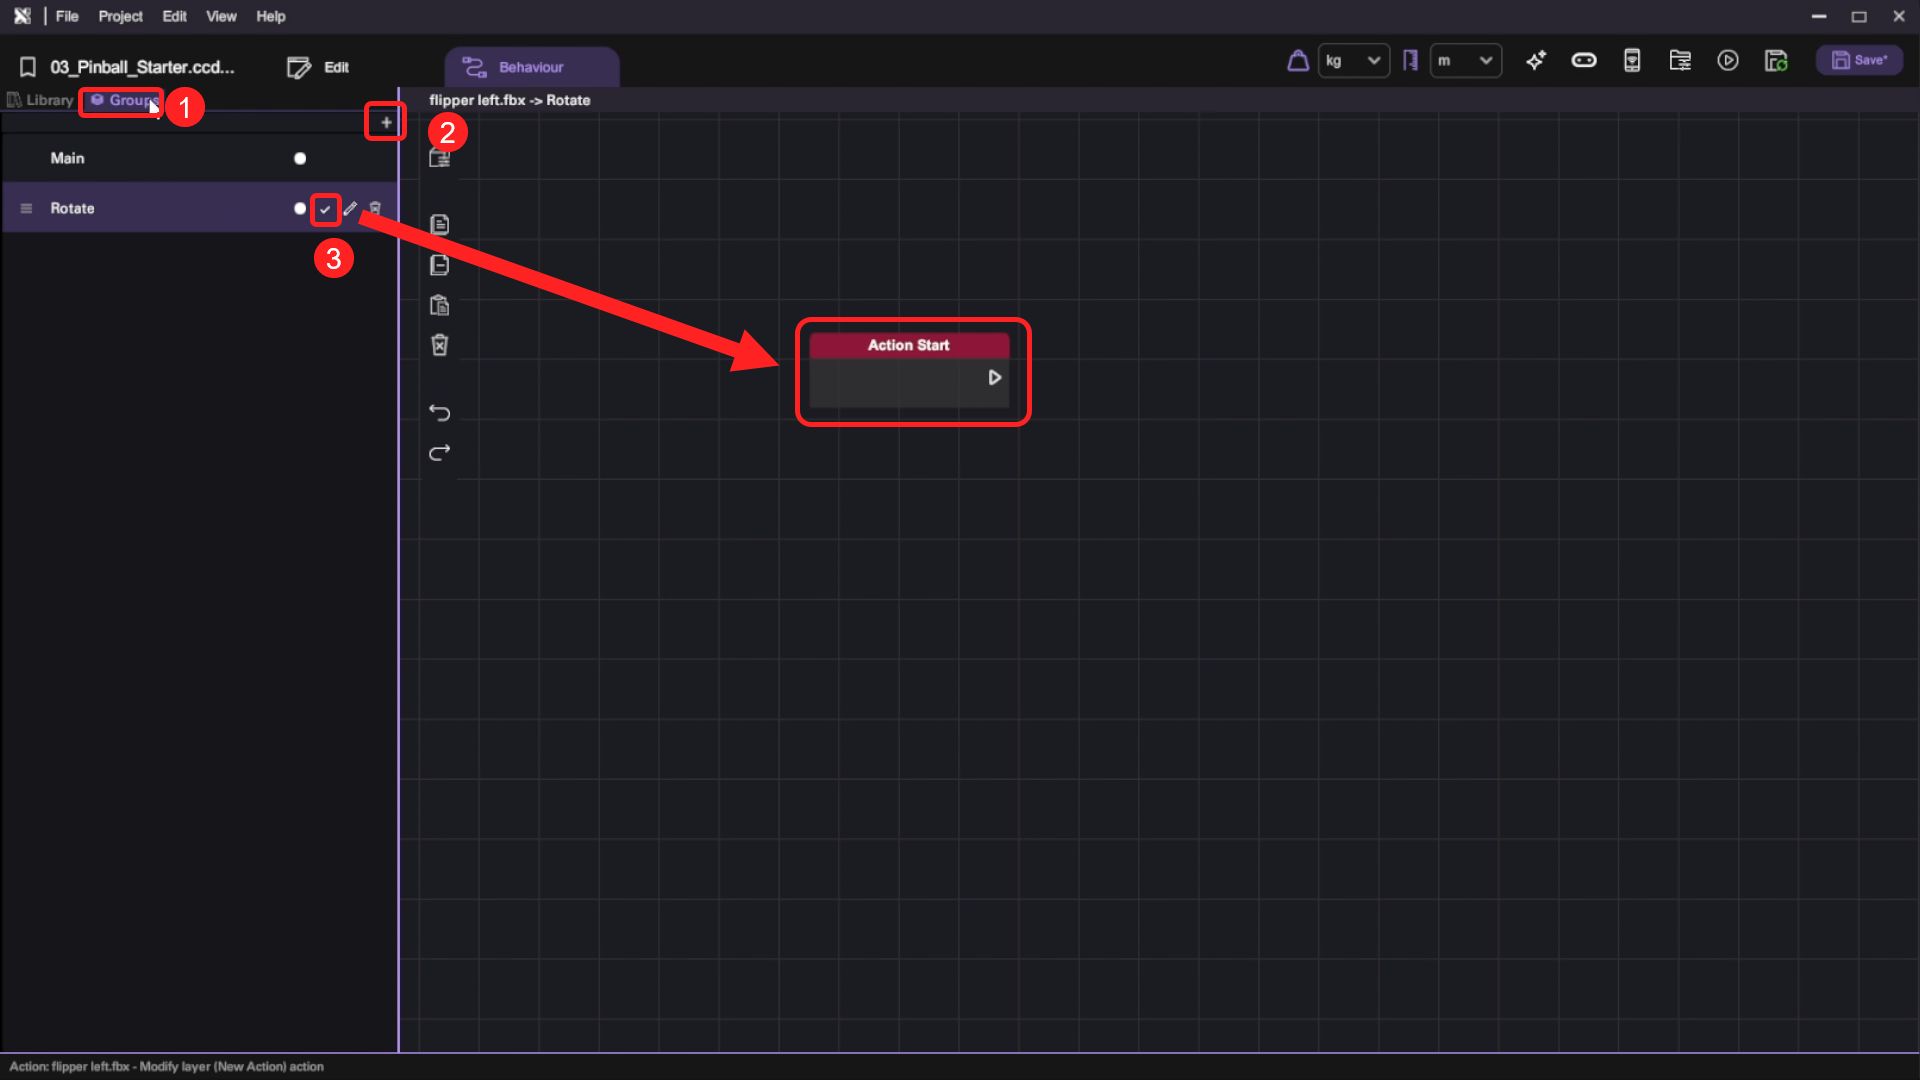 File Project Edit View Help
03_Pinball_Starter.ccd... Edit Behaviour kg m Save*
Library Groups 1 flipper left.fbx -> Rotate
+ 2
Main
Rotate
3
Action Start
Action: flipper left.fbx - Modify layer (New Action) action